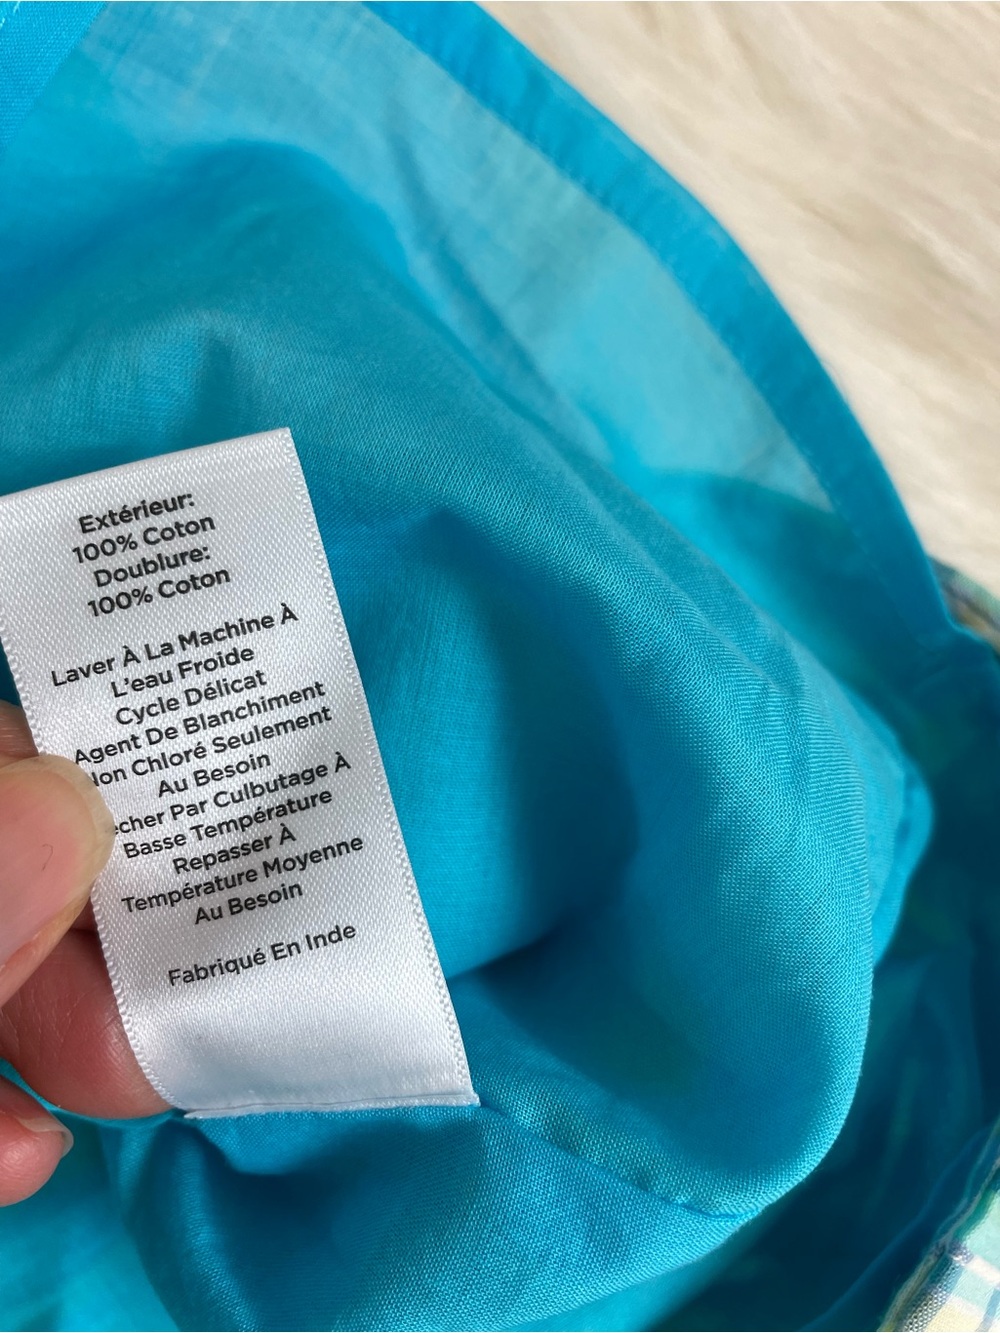 Extérieur:
100% Coton
Doublure:
100% Coton
Laver À La Machine À
L'eau Froide
Cycle Délicat
Agent De Blanchiment
Chloré Seulement
Au Besoin
Par Culbutage À
Basse Température
Repasser À
Température Moyenne
Au Besoin
Fabriqué En Inde